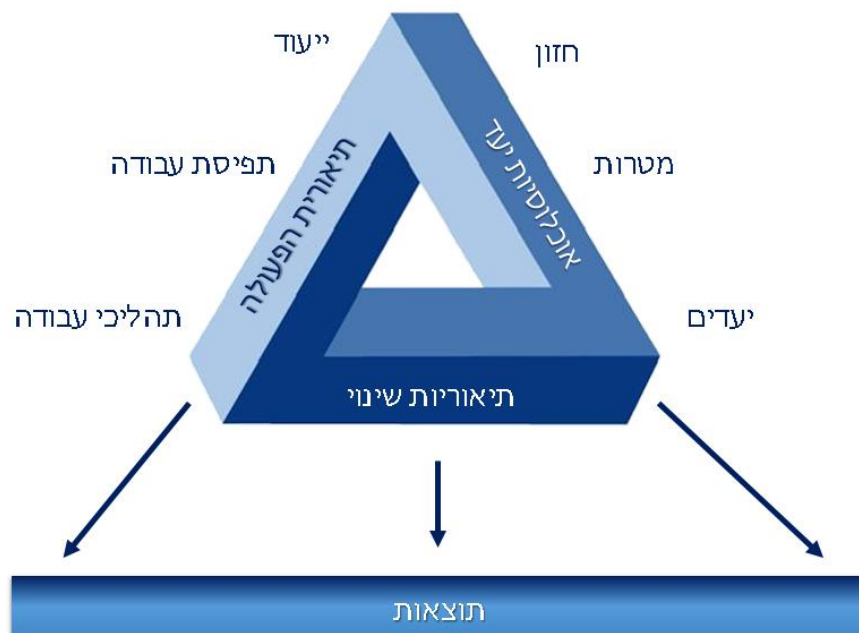 חזון
ייעוד
מטרות
תפיסת עבודה
יעדים
תהליכי עבודה
אוכלוסיות יעד
תיאורית הפעולה
תיאוריות שינוי
תוצאות